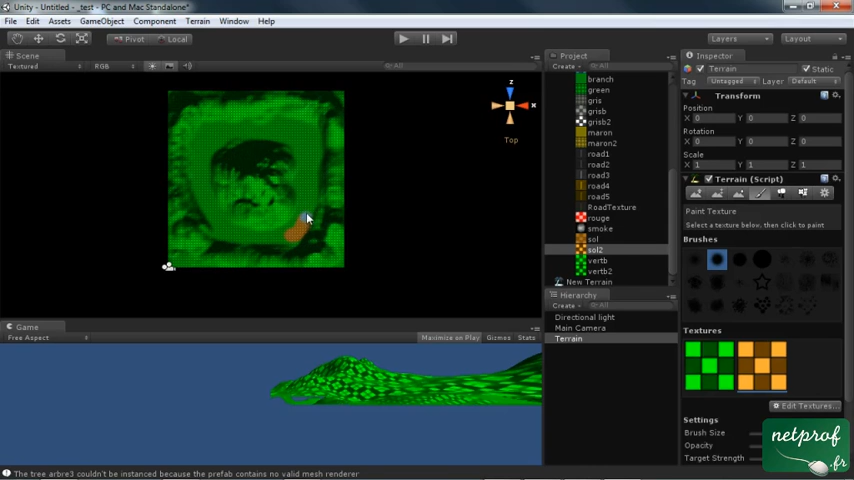 Unity - Untitled - _test - PC and Mac Standalone*
File Edit Assets GameObject Component Terrain Window Help
Pivot Local Layers Layout
Scene
Textured RGB All
z
x
Top
Game
Free Aspect Maximize on Play Gizmos Stats
Project
Create All
branch
green
gris
grisb
grisb2
maron
maron2
road1
road2
road3
road4
road5
RoadTexture
rouge
smoke
sol
sol2
vertb
vertb2
New Terrain
Hierarchy
Create All
Directional light
Main Camera
Terrain
Inspector
Terrain Static
Tag Untagged Layer Default
Transform
Position
X 0 Y 0 Z 0
Rotation
X 0 Y 0 Z 0
Scale
X 1 Y 1 Z 1
Terrain (Script)
Paint Texture
Select a texture below, then click to paint
Brushes
Textures
Edit Textures...
Settings
Brush Size
Opacity
Target Strength
netprof
.fr
The tree arbre3 couldn't be instanced because the prefab contains no valid mesh renderer